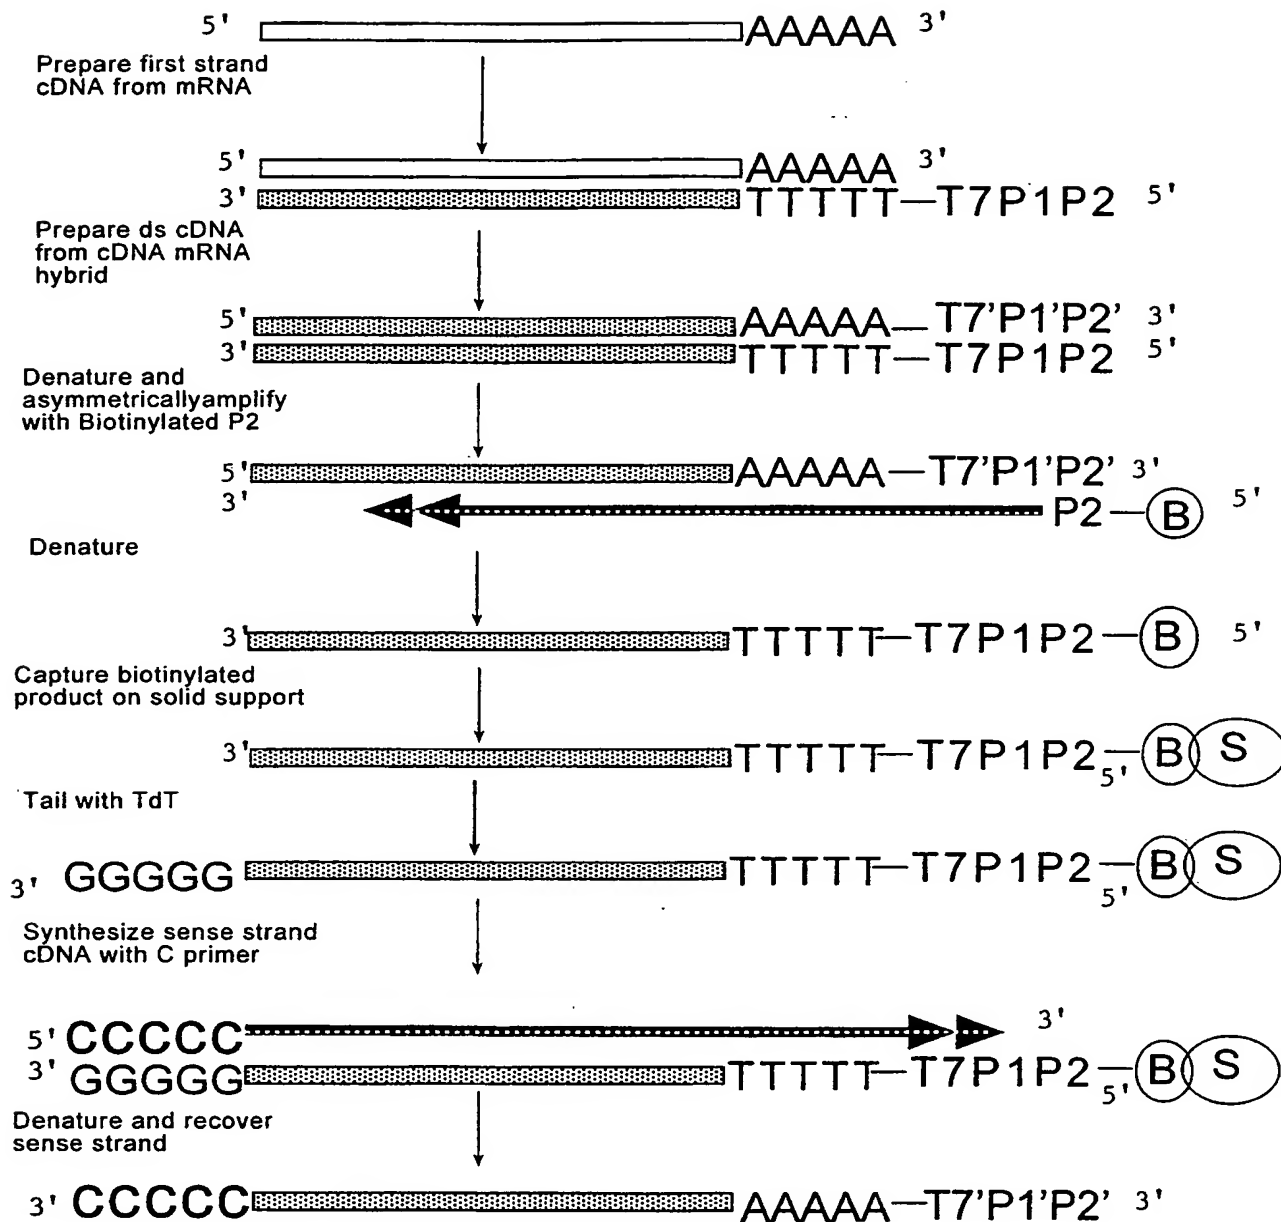 5' AAAAA 3'
Prepare first strand
cDNA from mRNA
5' AAAAA 3'
3' TTTTT—T7P1P2 5'
Prepare ds cDNA
from cDNA mRNA
hybrid
5' AAAAA—T7'P1'P2' 3'
3' TTTTT—T7P1P2 5'
Denature and
asymmetricallyamplify
with Biotinylated P2
5' AAAAA—T7'P1'P2' 3'
3' P2—B 5'
Denature
3' TTTTT—T7P1P2—B 5'
Capture biotinylated
product on solid support
3' TTTTT—T7P1P2—5' B S
Tail with TdT
3' GGGGG TTTTT—T7P1P2—5' B S
Synthesize sense strand
cDNA with C primer
5' CCCCC 3'
3' GGGGG TTTTT—T7P1P2—5' B S
Denature and recover
sense strand
3' CCCCC AAAAA—T7'P1'P2' 3'